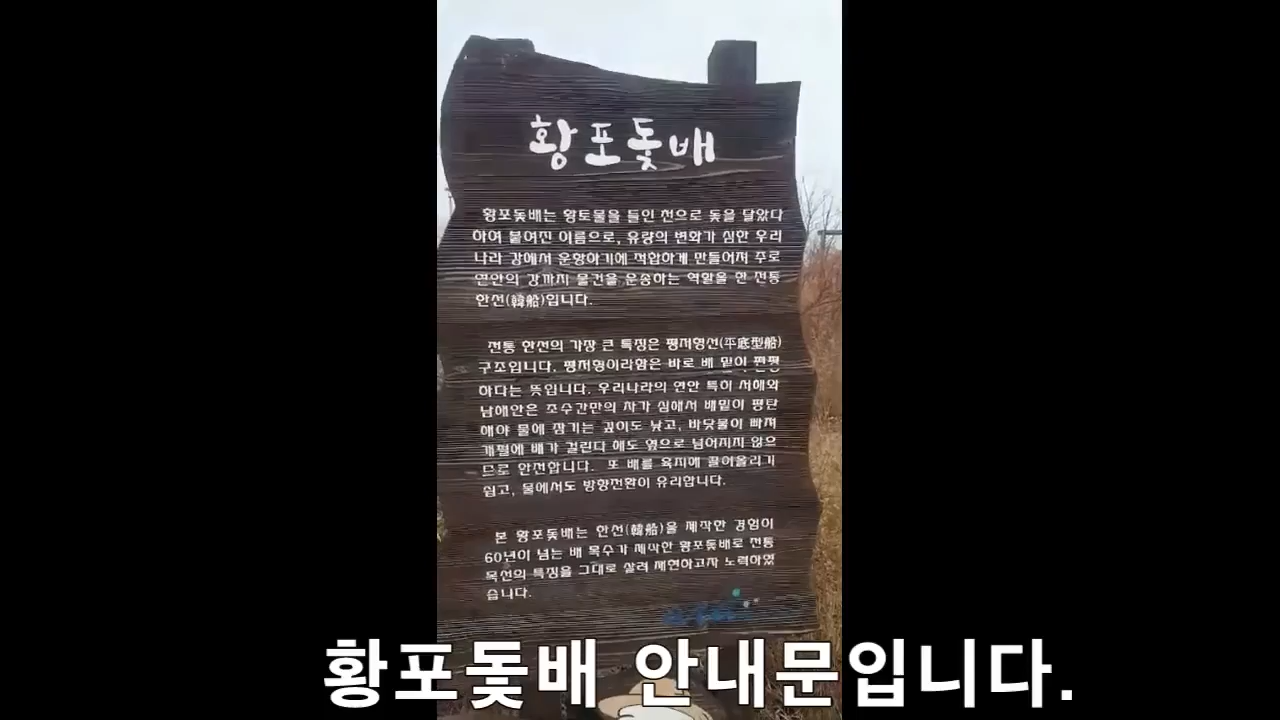 황포돛배
황포돛배는 황토물을 들인 천으로 돛을 달았다
하여 붙여진 이름으로, 유량의 변화가 심한 우리
나라 강에서 운항하기에 적합하게 만들어져 주로
연안의 강까지 물건을 운송하는 역할을 한 전통
한선(韓船)입니다.
전통 한선의 가장 큰 특징은 평저형선(平底型船)
구조입니다. 평저형이라함은 바로 배 밑이 편평
하다는 뜻입니다. 우리나라의 연안 특히 서해와
남해안은 조수간만의 차가 심해서 배밑이 평탄
해야 물에 잠기는 깊이도 낮고, 바닷물이 빠져
개펄에 배가 걸린다 해도 옆으로 넘어지지 않으
므로 안전합니다. 또 배를 육지에 끌어올리기
쉽고, 물에서도 방향전환이 유리합니다.
본 황포돛배는 한선(韓船)을 제작한 경험이
60년이 넘는 배 목수가 제작한 황포돛배로 전통
목선의 특징을 그대로 살려 재현하고자 노력하였
습니다.
황포돛배 안내문입니다.